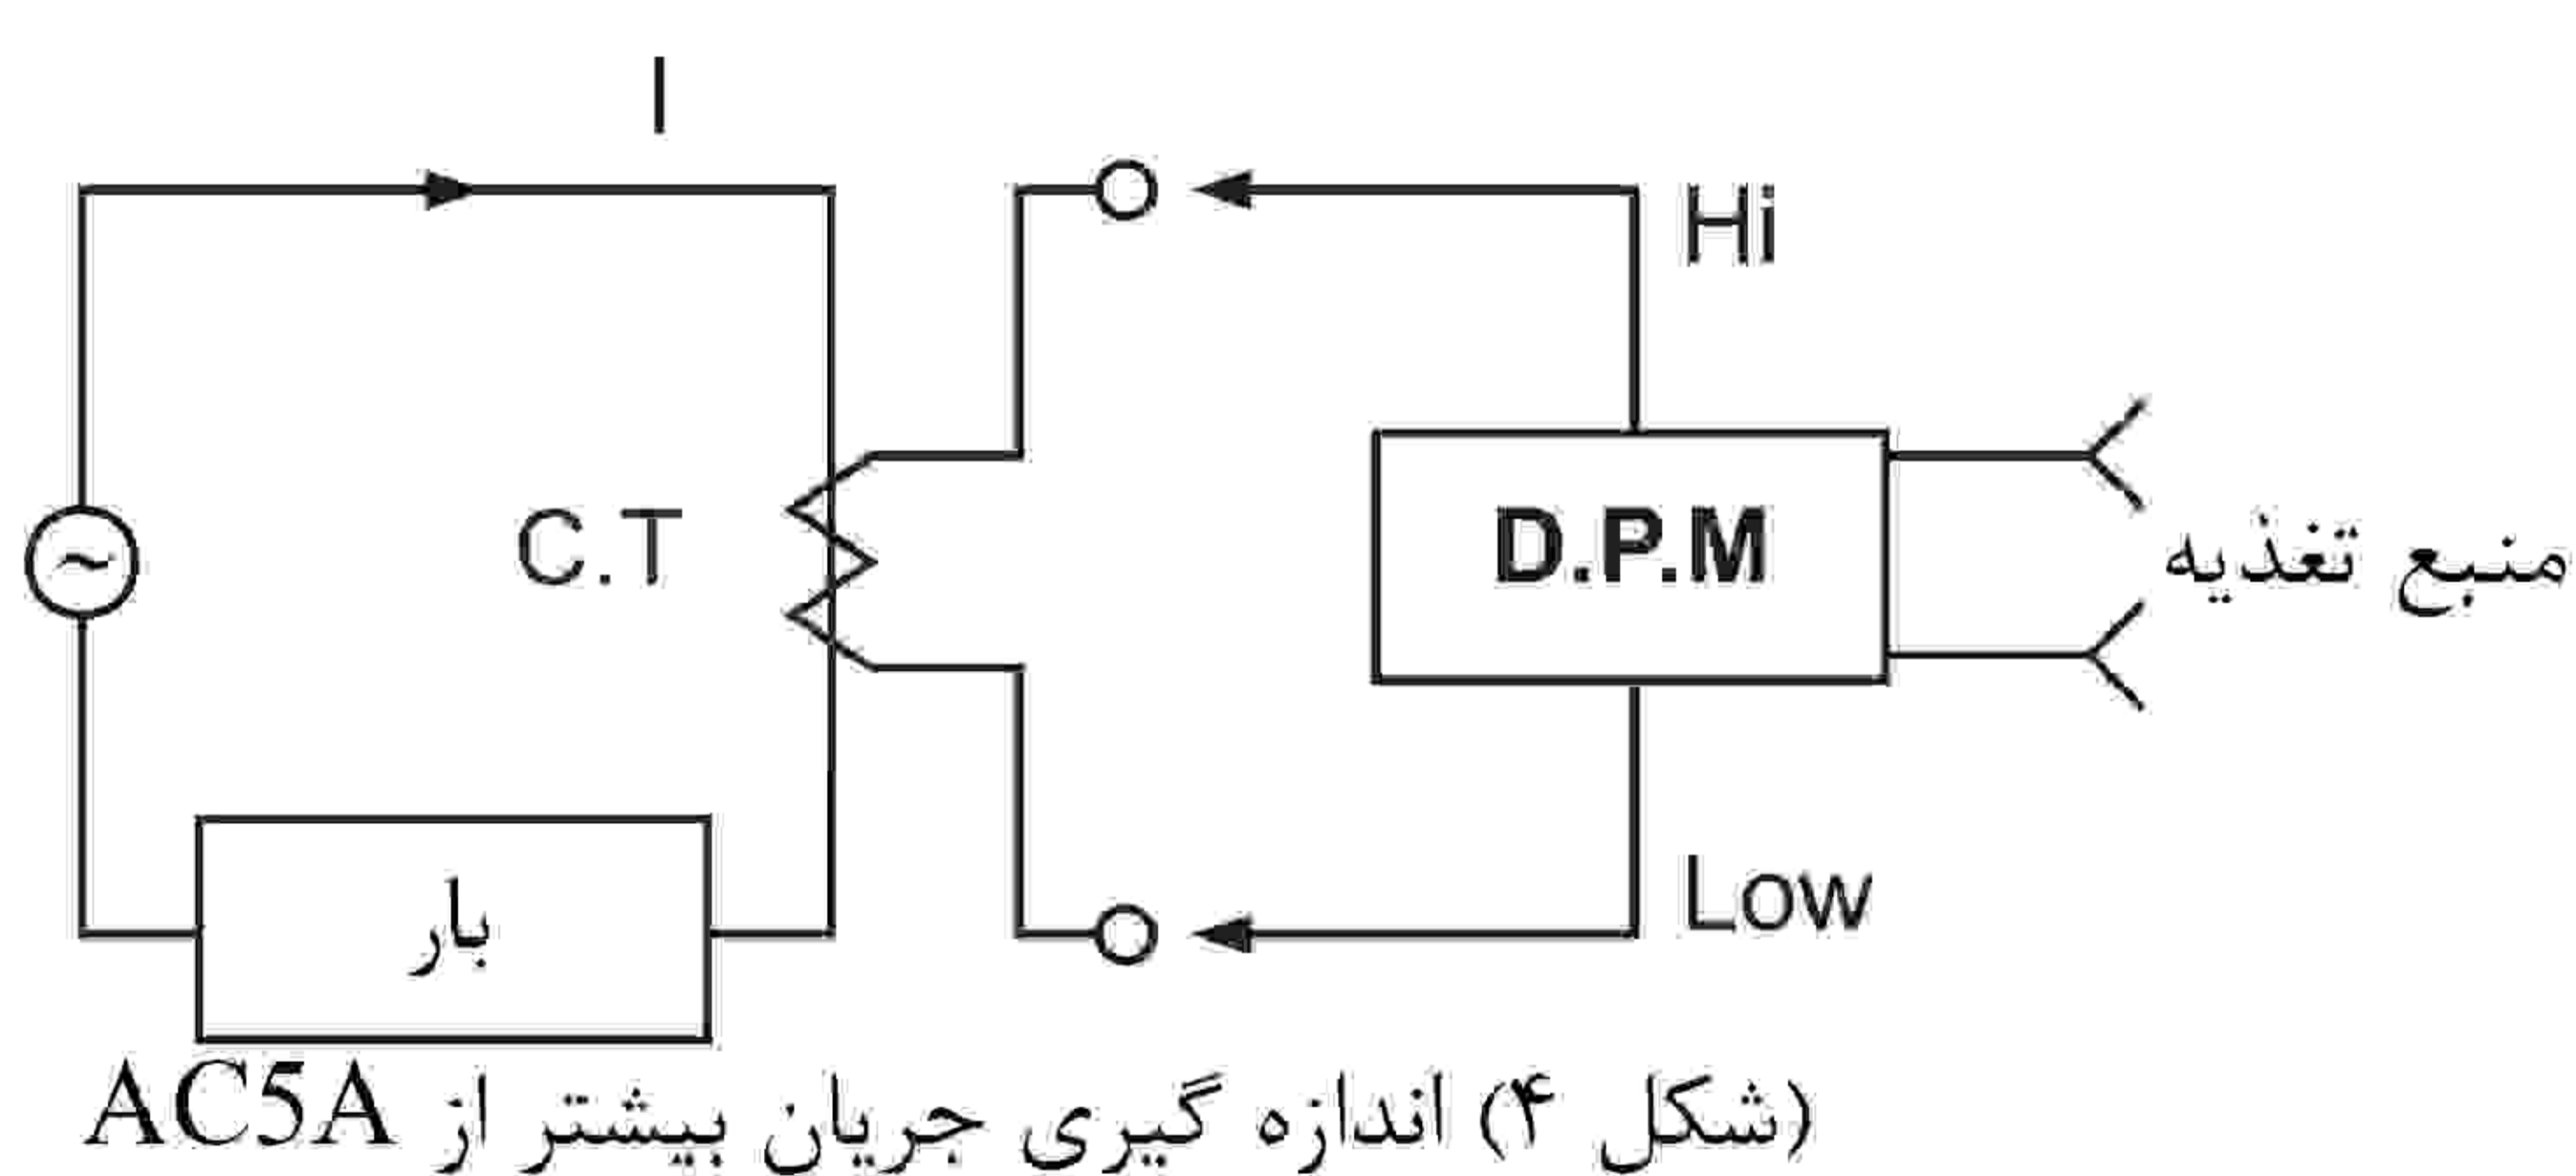 I
Hi
C.T
D.P.M
منبع تغذیه
Low
بار
(شکل ۴) اندازه گیری جریان بیشتر از AC5A